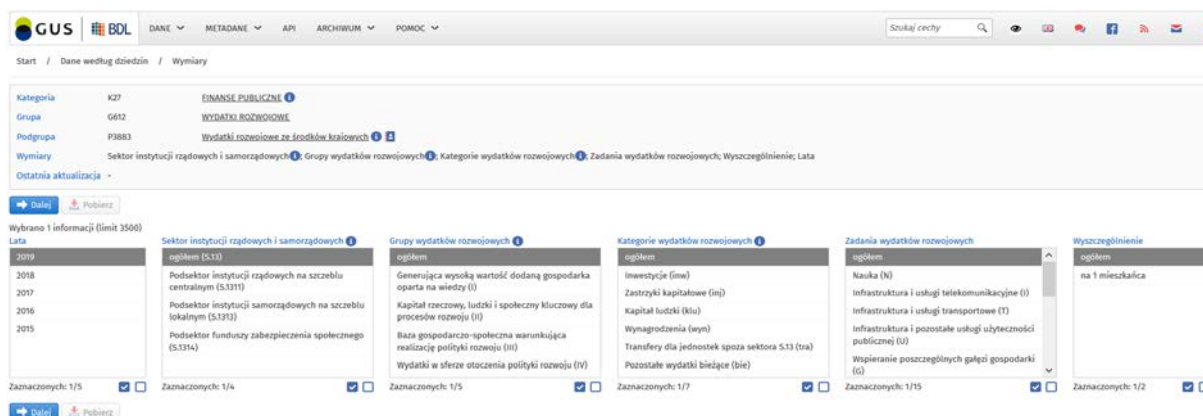 GUS BDL DANE METADANE API ARCHIWUM POMOC Szukaj cechy
Start / Dane według dziedzin / Wymiary
Kategoria K27 FINANSE PUBLICZNE
Grupa G612 WYDATKI ROZWOJOWE
Podgrupa P3883 Wydatki rozwojowe ze środków krajowych
Wymiary Sektor instytucji rządowych i samorządowych; Grupy wydatków rozwojowych; Kategorie wydatków rozwojowych; Zadania wydatków rozwojowych; Wyszczególnienie; Lata
Ostatnia aktualizacja -
Dalej Pobierz
Wybrano 1 informacji (limit 3500)
Lata
2019
2018
2017
2016
2015
Zaznaczonych: 1/5
Sektor instytucji rządowych i samorządowych
ogółem (S.13)
Podsektor instytucji rządowych na szczeblu
centralnym (S.1311)
Podsektor instytucji samorządowych na szczeblu
lokalnym (S.1313)
Podsektor funduszy zabezpieczenia społecznego
(S.1314)
Zaznaczonych: 1/4
Grupy wydatków rozwojowych
ogółem
Generująca wysoką wartość dodaną gospodarka
oparta na wiedzy (I)
Kapitał rzeczowy, ludzki i społeczny kluczowy dla
procesów rozwoju (II)
Baza gospodarczo-społeczna warunkująca
realizację polityki rozwoju (III)
Wydatki w sferze otoczenia polityki rozwoju (IV)
Zaznaczonych: 1/5
Kategorie wydatków rozwojowych
ogółem
Inwestycje (inw)
Zastrzyki kapitałowe (inj)
Kapitał ludzki (klu)
Wynagrodzenia (wyn)
Transfery dla jednostek spoza sektora S.13 (tra)
Pozostałe wydatki bieżące (bie)
Zaznaczonych: 1/7
Zadania wydatków rozwojowych
ogółem
Nauka (N)
Infrastruktura i usługi telekomunikacyjne (I)
Infrastruktura i usługi transportowe (T)
Infrastruktura i pozostałe usługi użyteczności
publicznej (U)
Wspieranie poszczególnych gałęzi gospodarki
(G)
Zaznaczonych: 1/15
Wyszczególnienie
ogółem
na 1 mieszkańca
Zaznaczonych: 1/2
Dalej Pobierz